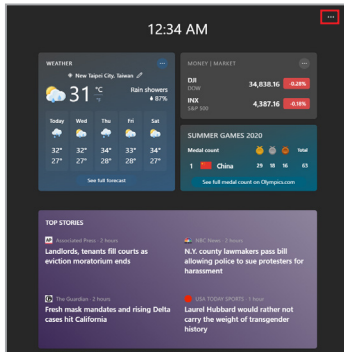 12:34 AM
WEATHER
New Taipei City, Taiwan
31 °C
°F
Rain showers
87%
Today Wed Thu Fri Sat
32° 32° 34° 33° 34°
27° 27° 28° 28° 27°
See full forecast
MONEY | MARKET
DJI
DOW
34,838.16 -0.28%
INX
S&P 500
4,387.16 -0.18%
SUMMER GAMES 2020
Medal count Total
1 China 29 18 16 63
See full medal count on Olympics.com
TOP STORIES
AP Associated Press · 2 hours
Landlords, tenants fill courts as
eviction moratorium ends
NBC News · 2 hours
N.Y. county lawmakers pass bill
allowing police to sue protesters for
harassment
The Guardian · 2 hours
Fresh mask mandates and rising Delta
cases hit California
USA TODAY SPORTS · 1 hour
Laurel Hubbard would rather not
carry the weight of transgender
history